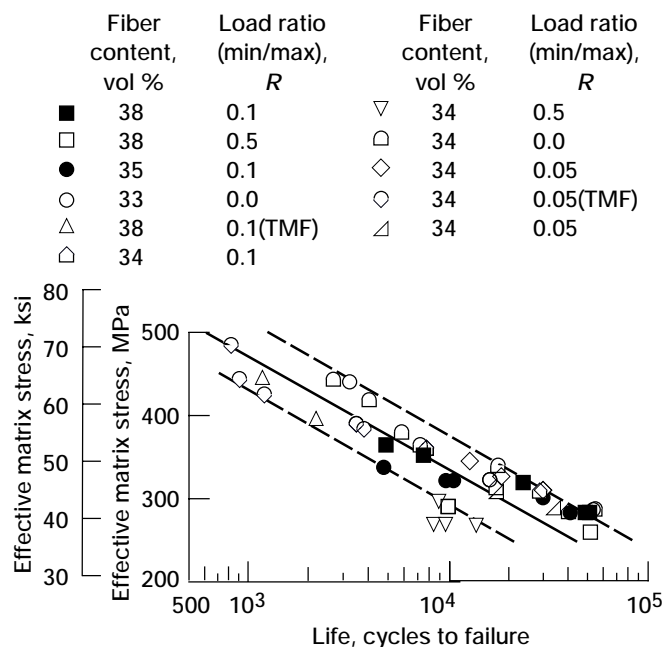 Fiber content, vol % Load ratio (min/max), R Fiber content, vol % Load ratio (min/max), R
38 0.1 34 0.5
38 0.5 34 0.0
35 0.1 34 0.05
33 0.0 34 0.05(TMF)
38 0.1(TMF) 34 0.05
34 0.1
Effective matrix stress, ksi
80
70
60
50
40
30
Effective matrix stress, MPa
500
400
300
200
500 10³ 10⁴ 10⁵
Life, cycles to failure